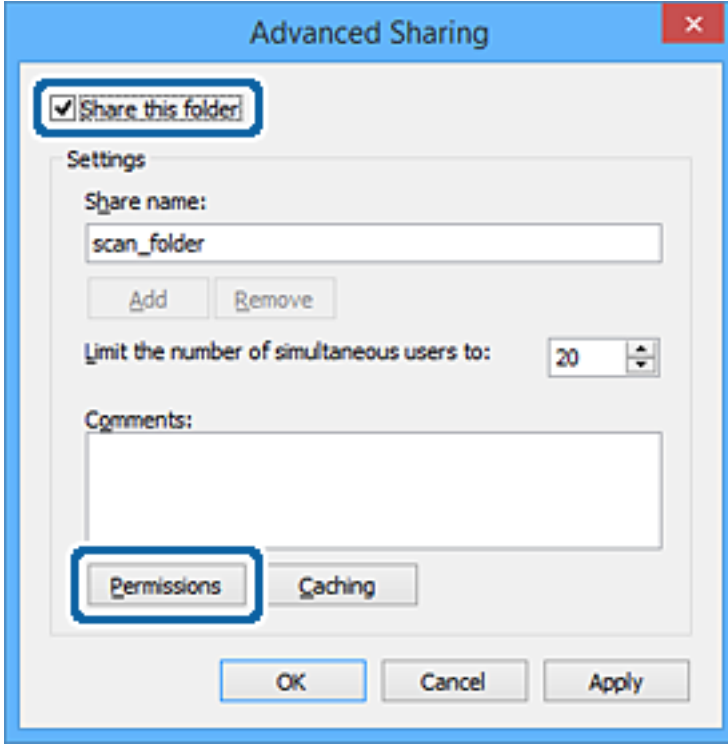 Advanced Sharing
Share this folder
Settings
Share name:
scan_folder
Add Remove
Limit the number of simultaneous users to: 20
Comments:
Permissions Caching
OK Cancel Apply